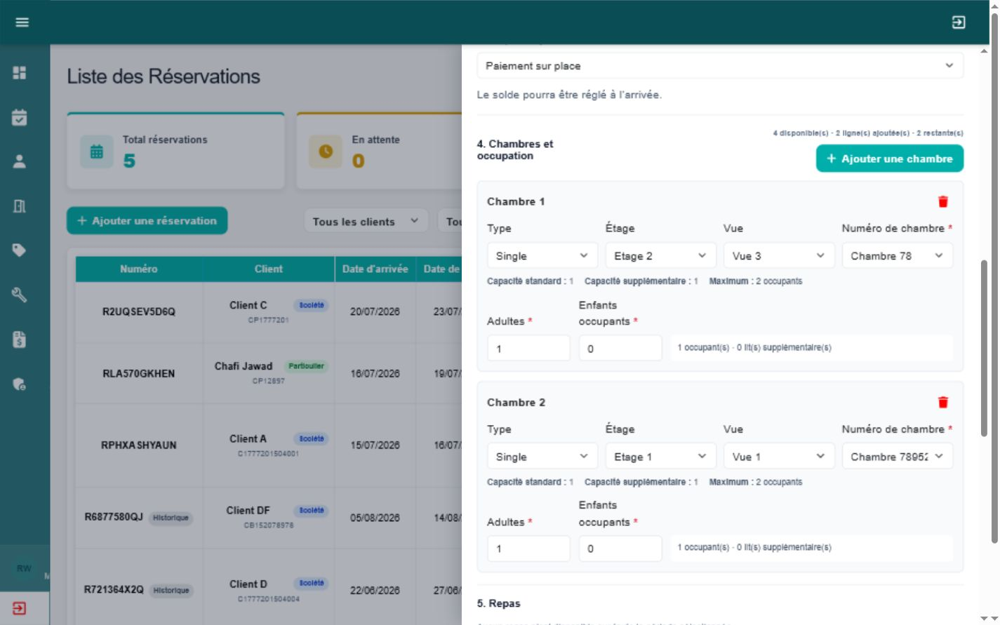 Liste des Réservations
Total réservations
5
En attente
0
+ Ajouter une réservation
Tous les clients
Tou
Numéro Client Date d'arrivée Date de
R2UQSEV5D6Q Client C Société 20/07/2026 23/07/
CP1777201
RLA570GKHEN Chafi Jawad Particulier 16/07/2026 19/07/
CP12897
RPHXASHYAUN Client A Société 15/07/2026 16/07/
C1777201504001
R6877580QJ Historique Client DF Société 05/08/2026 14/08/
CB152078976
R721364X2Q Historique Client D Société 22/06/2026 27/06/
C1777201504004
RW
M
Paiement sur place
Le solde pourra être réglé à l'arrivée.
4 disponible(s) - 2 ligne(s) ajoutée(s) - 2 restante(s)
4. Chambres et
occupation
+ Ajouter une chambre
Chambre 1
Type Étage Vue Numéro de chambre *
Single Etage 2 Vue 3 Chambre 78
Capacité standard : 1 Capacité supplémentaire : 1 Maximum : 2 occupants
Adultes * Enfants
occupants *
1 0 1 occupant(s) - 0 lit(s) supplémentaire(s)
Chambre 2
Type Étage Vue Numéro de chambre *
Single Etage 1 Vue 1 Chambre 78952
Capacité standard : 1 Capacité supplémentaire : 1 Maximum : 2 occupants
Adultes * Enfants
occupants *
1 0 1 occupant(s) - 0 lit(s) supplémentaire(s)
5. Repas